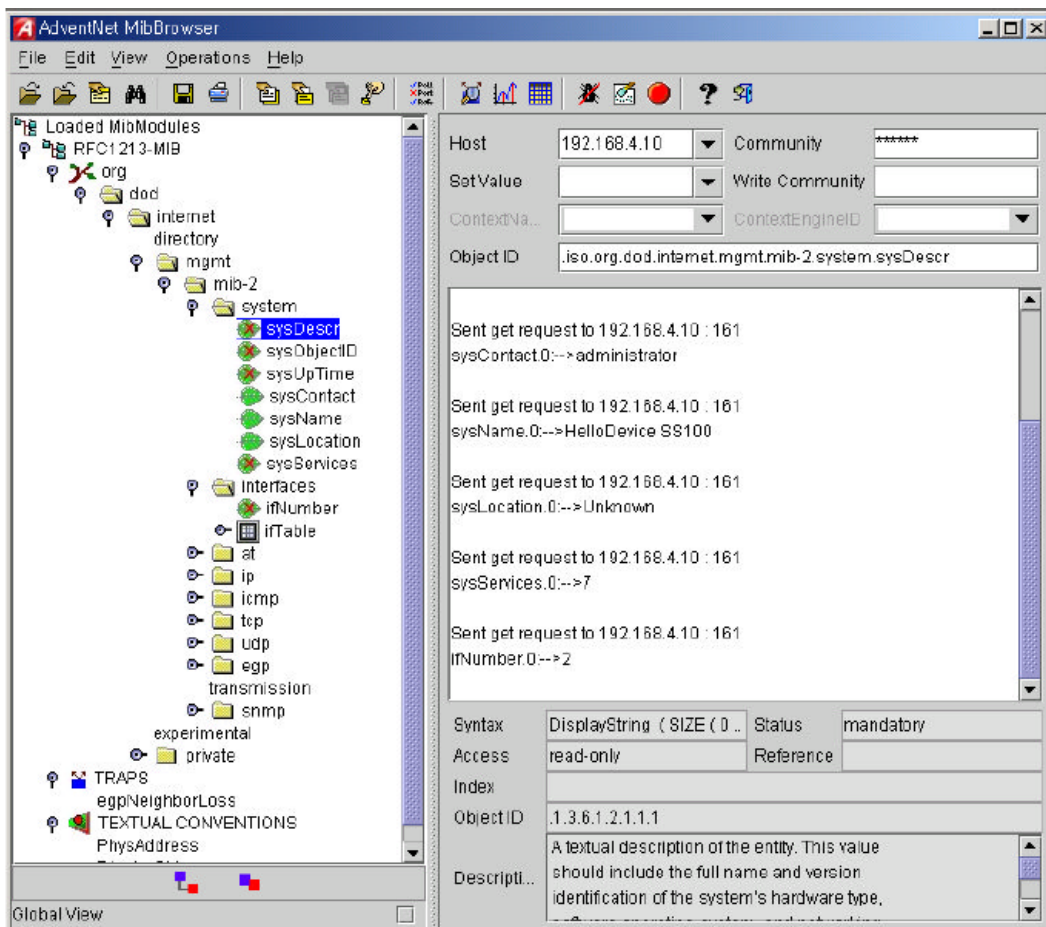 AdventNet MibBrowser
File Edit View Operations Help
Loaded MibModules
RFC1213-MIB
org
dod
internet
directory
mgmt
mib-2
system
sysDescr
sysObjectID
sysUpTime
sysContact
sysName
sysLocation
sysServices
interfaces
ifNumber
ifTable
at
ip
icmp
tcp
udp
egp
transmission
snmp
experimental
private
TRAPS
egpNeighborLoss
TEXTUAL CONVENTIONS
PhysAddress
Global View
Host 192.168.4.10 Community ******
Set Value Write Community
ContextNa... ContextEngineID
Object ID .iso.org.dod.internet.mgmt.mib-2.system.sysDescr
Sent get request to 192.168.4.10 : 161
sysContact.0:-->administrator
Sent get request to 192.168.4.10 : 161
sysName.0:-->HelloDevice SS100
Sent get request to 192.168.4.10 : 161
sysLocation.0:-->Unknown
Sent get request to 192.168.4.10 : 161
sysServices.0:-->7
Sent get request to 192.168.4.10 : 161
ifNumber.0:-->2
Syntax DisplayString ( SIZE ( 0 .. Status mandatory
Access read-only Reference
Index
Object ID .1.3.6.1.2.1.1.1
Descripti... A textual description of the entity. This value
should include the full name and version
identification of the system's hardware type,